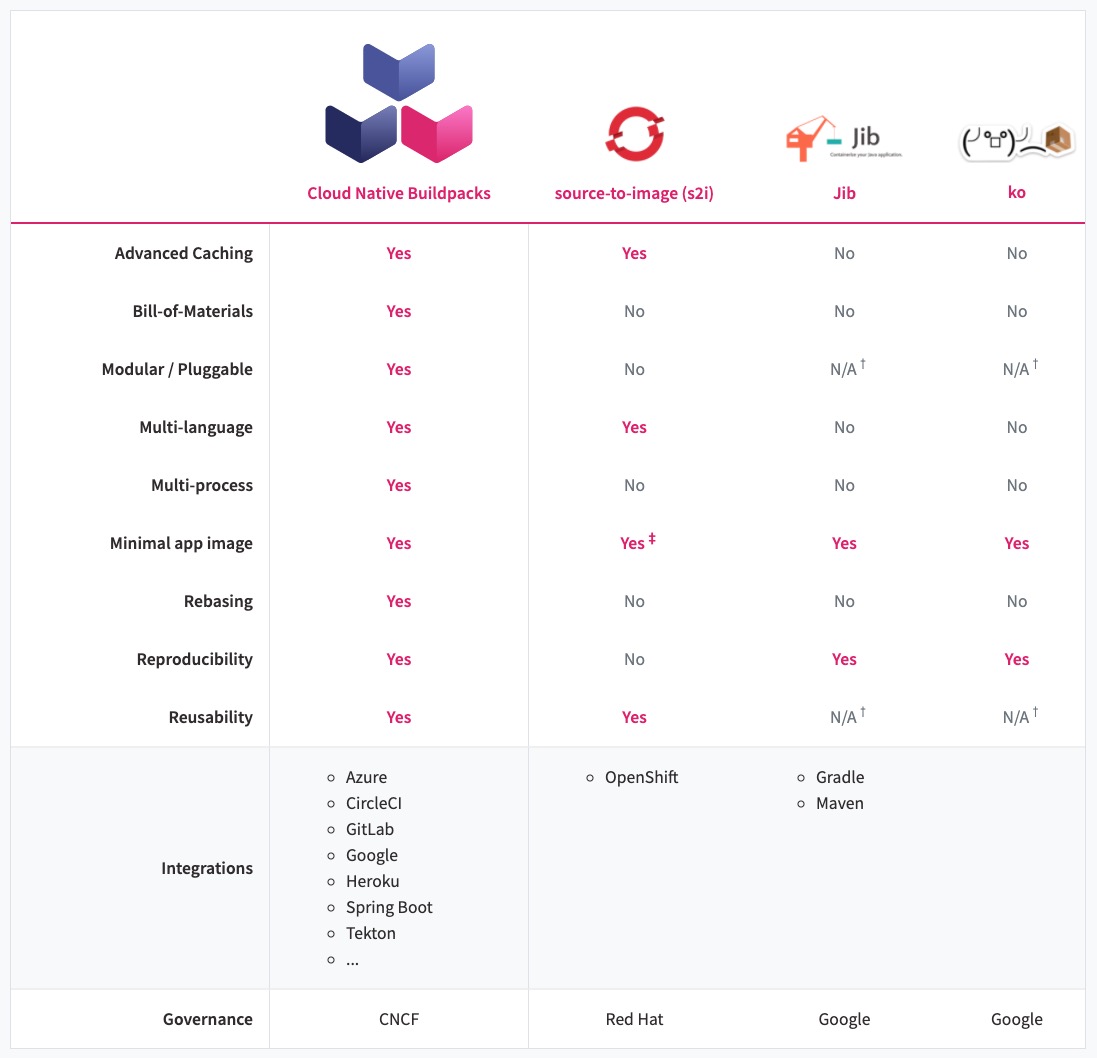 Jib
Containerize your Java application.
Cloud Native Buildpacks source-to-image (s2i) Jib ko
Advanced Caching Yes Yes No No
Bill-of-Materials Yes No No No
Modular / Pluggable Yes No N/A † N/A †
Multi-language Yes Yes No No
Multi-process Yes No No No
Minimal app image Yes Yes ‡ Yes Yes
Rebasing Yes No No No
Reproducibility Yes No Yes Yes
Reusability Yes Yes N/A † N/A †
Integrations
Azure
CircleCI
GitLab
Google
Heroku
Spring Boot
Tekton
...
OpenShift
Gradle
Maven
Governance CNCF Red Hat Google Google